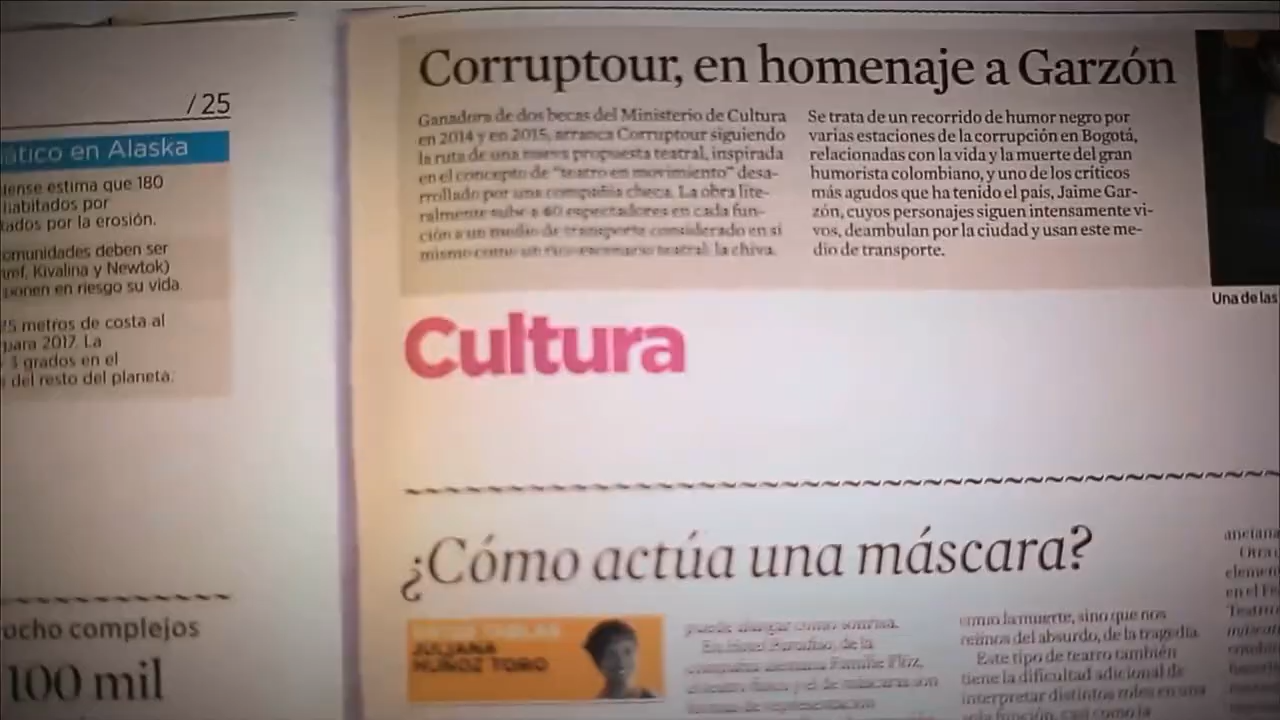 / 25
ático en Alaska
dense estima que 180
habitados por
tados por la erosión.
omunidades deben ser
Kivalina y Newtok)
ponen en riesgo su vida.
metros de costa al
para 2017. La
3 grados en el
del resto del planeta.
ocho complejos
100 mil
Corruptour, en homenaje a Garzón
Ganadora de dos becas del Ministerio de Cultura
en 2014 y en 2015, arranca Corruptour siguiendo
la ruta de una nueva propuesta teatral, inspirada
en el concepto de "teatro en movimiento" desa-
rrollado por una compañía checa. La obra lite-
ralmente sube a 60 espectadores en cada fun-
ción a un medio de transporte considerado en sí
mismo como un rico escenario teatral: la chiva.
Se trata de un recorrido de humor negro por
varias estaciones de la corrupción en Bogotá,
relacionadas con la vida y la muerte del gran
humorista colombiano, y uno de los críticos
más agudos que ha tenido el país, Jaime Gar-
zón, cuyos personajes siguen intensamente vi-
vos, deambulan por la ciudad y usan este me-
dio de transporte.
Una de las
Cultura
¿Cómo actúa una máscara?
JULIANA
MUÑOZ TORO
como la muerte, sino que nos
reímos del absurdo, de la tragedia.
Este tipo de teatro también
tiene la dificultad adicional de
interpretar distintos roles en una
Otra
elemen